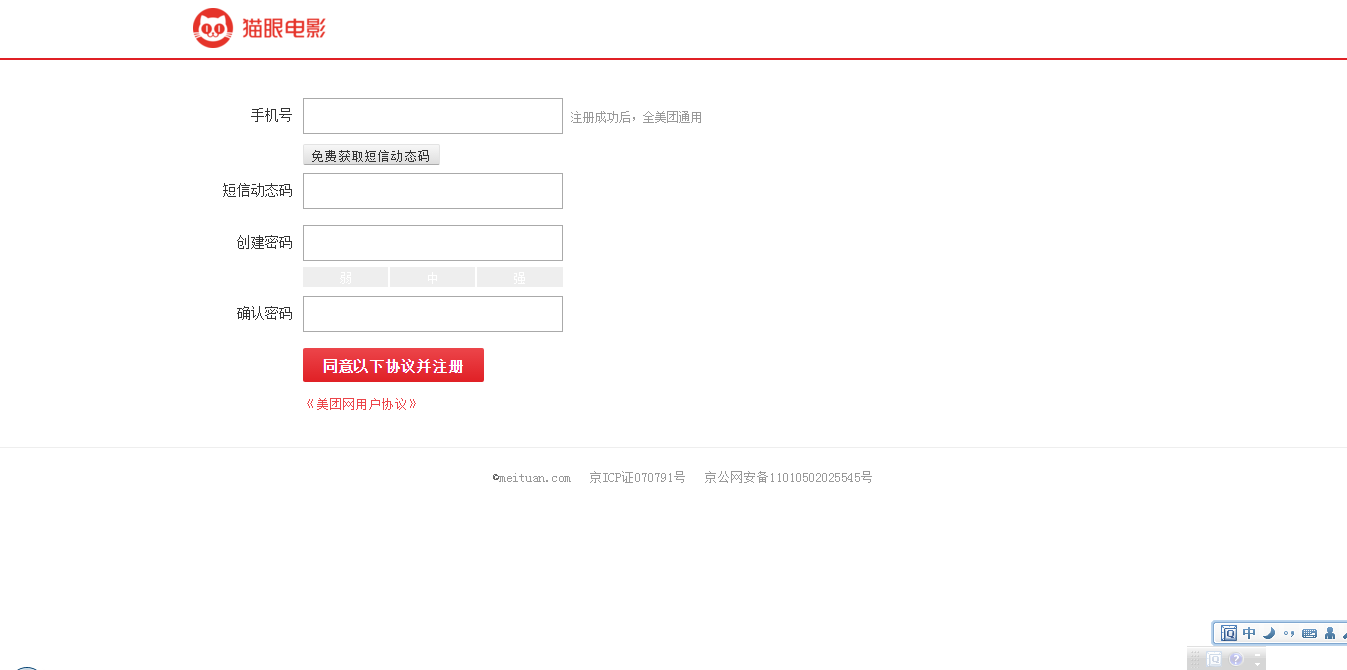 猫眼电影
手机号 注册成功后，全美团通用
免费获取短信动态码
短信动态码
创建密码
弱 中 强
确认密码
同意以下协议并注册
《美团网用户协议》
©meituan.com 京ICP证070791号 京公网安备11010502025545号
中